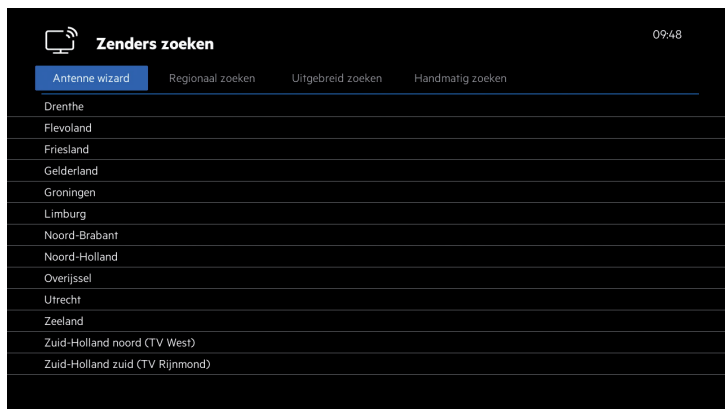 Zenders zoeken
09:48
Antenne wizard Regionaal zoeken Uitgebreid zoeken Handmatig zoeken
Drenthe
Flevoland
Friesland
Gelderland
Groningen
Limburg
Noord-Brabant
Noord-Holland
Overijssel
Utrecht
Zeeland
Zuid-Holland noord (TV West)
Zuid-Holland zuid (TV Rijnmond)